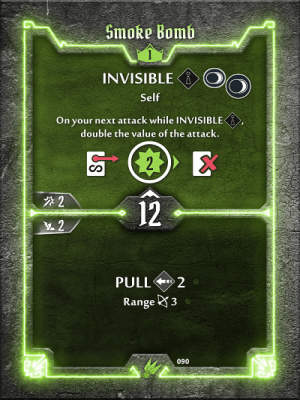 Smoke Bomb
1
INVISIBLE
Self
On your next attack while INVISIBLE,
double the value of the attack.
S 2
2
12
2
PULL 2
Range 3
090